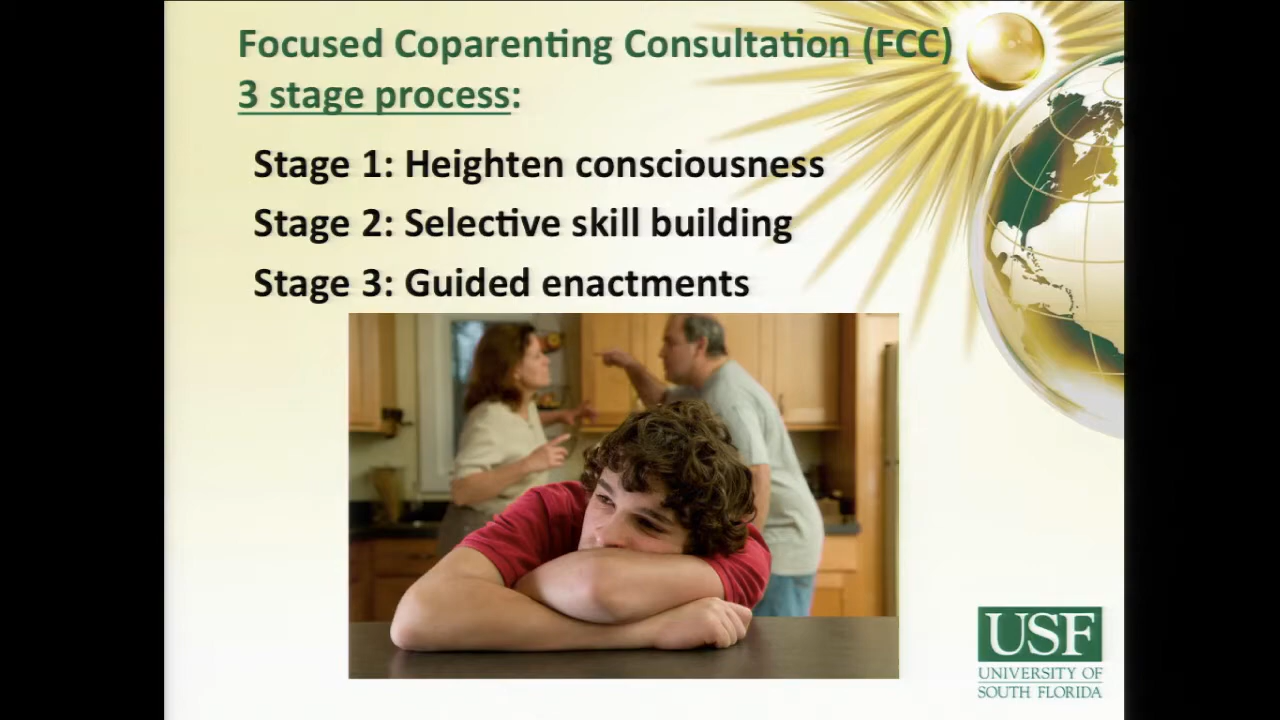 Focused Coparenting Consultation (FCC)
3 stage process:
Stage 1: Heighten consciousness
Stage 2: Selective skill building
Stage 3: Guided enactments
USF
UNIVERSITY OF
SOUTH FLORIDA